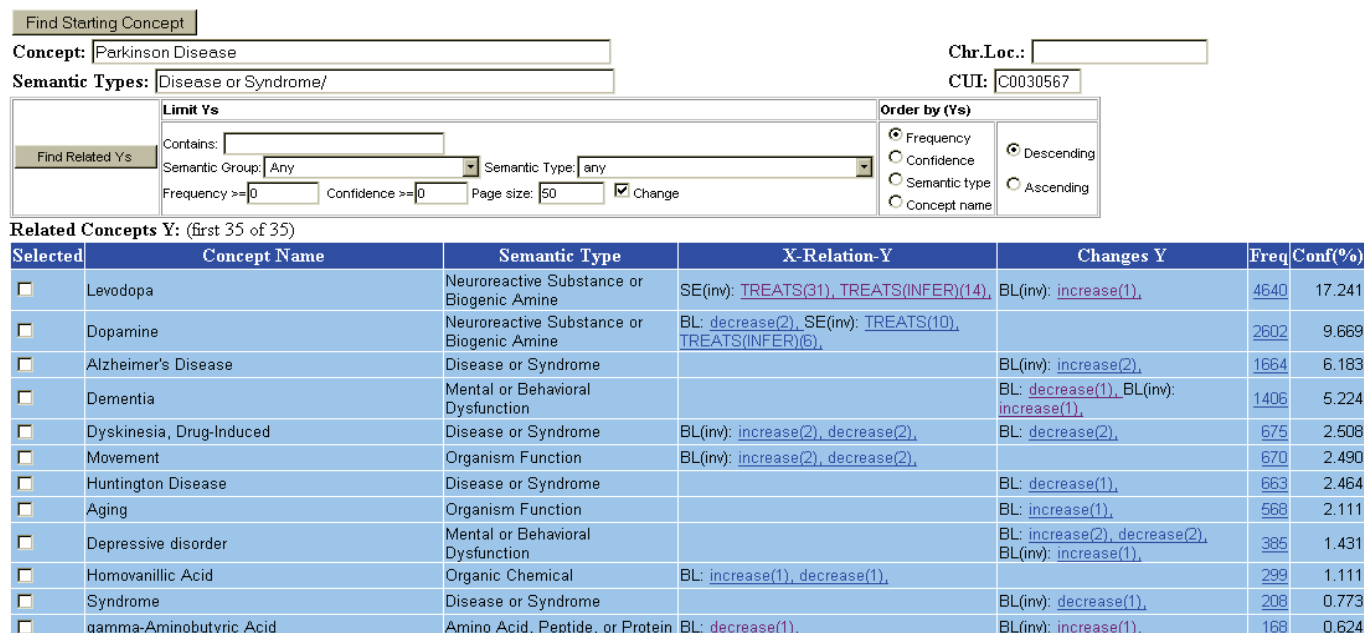 Find Starting Concept
Concept: Parkinson Disease Chr.Loc.:
Semantic Types: Disease or Syndrome/ CUI: C0030567
Limit Ys Order by (Ys)
Find Related Ys
Contains:
Semantic Group: Any Semantic Type: any
Frequency >= 0 Confidence >= 0 Page size: 50 Change
Frequency
Confidence
Semantic type
Concept name
Descending
Ascending
Related Concepts Y: (first 35 of 35)
Selected Concept Name Semantic Type X-Relation-Y Changes Y Freq Conf(%)
Levodopa Neuroreactive Substance or Biogenic Amine SE(inv): TREATS(31), TREATS(INFER)(14), BL(inv): increase(1), 4640 17.241
Dopamine Neuroreactive Substance or Biogenic Amine BL: decrease(2), SE(inv): TREATS(10), TREATS(INFER)(6), 2602 9.669
Alzheimer's Disease Disease or Syndrome BL(inv): increase(2), 1664 6.183
Dementia Mental or Behavioral Dysfunction BL: decrease(1), BL(inv): increase(1), 1406 5.224
Dyskinesia, Drug-Induced Disease or Syndrome BL(inv): increase(2), decrease(2), BL: decrease(2), 675 2.508
Movement Organism Function BL(inv): increase(2), decrease(2), 670 2.490
Huntington Disease Disease or Syndrome BL: decrease(1), 663 2.464
Aging Organism Function BL: increase(1), 568 2.111
Depressive disorder Mental or Behavioral Dysfunction BL: increase(2), decrease(2), BL(inv): increase(1), 385 1.431
Homovanillic Acid Organic Chemical BL: increase(1), decrease(1), 299 1.111
Syndrome Disease or Syndrome BL(inv): decrease(1), 208 0.773
gamma-Aminobutyric Acid Amino Acid, Peptide, or Protein BL: decrease(1), BL(inv): increase(1), 168 0.624